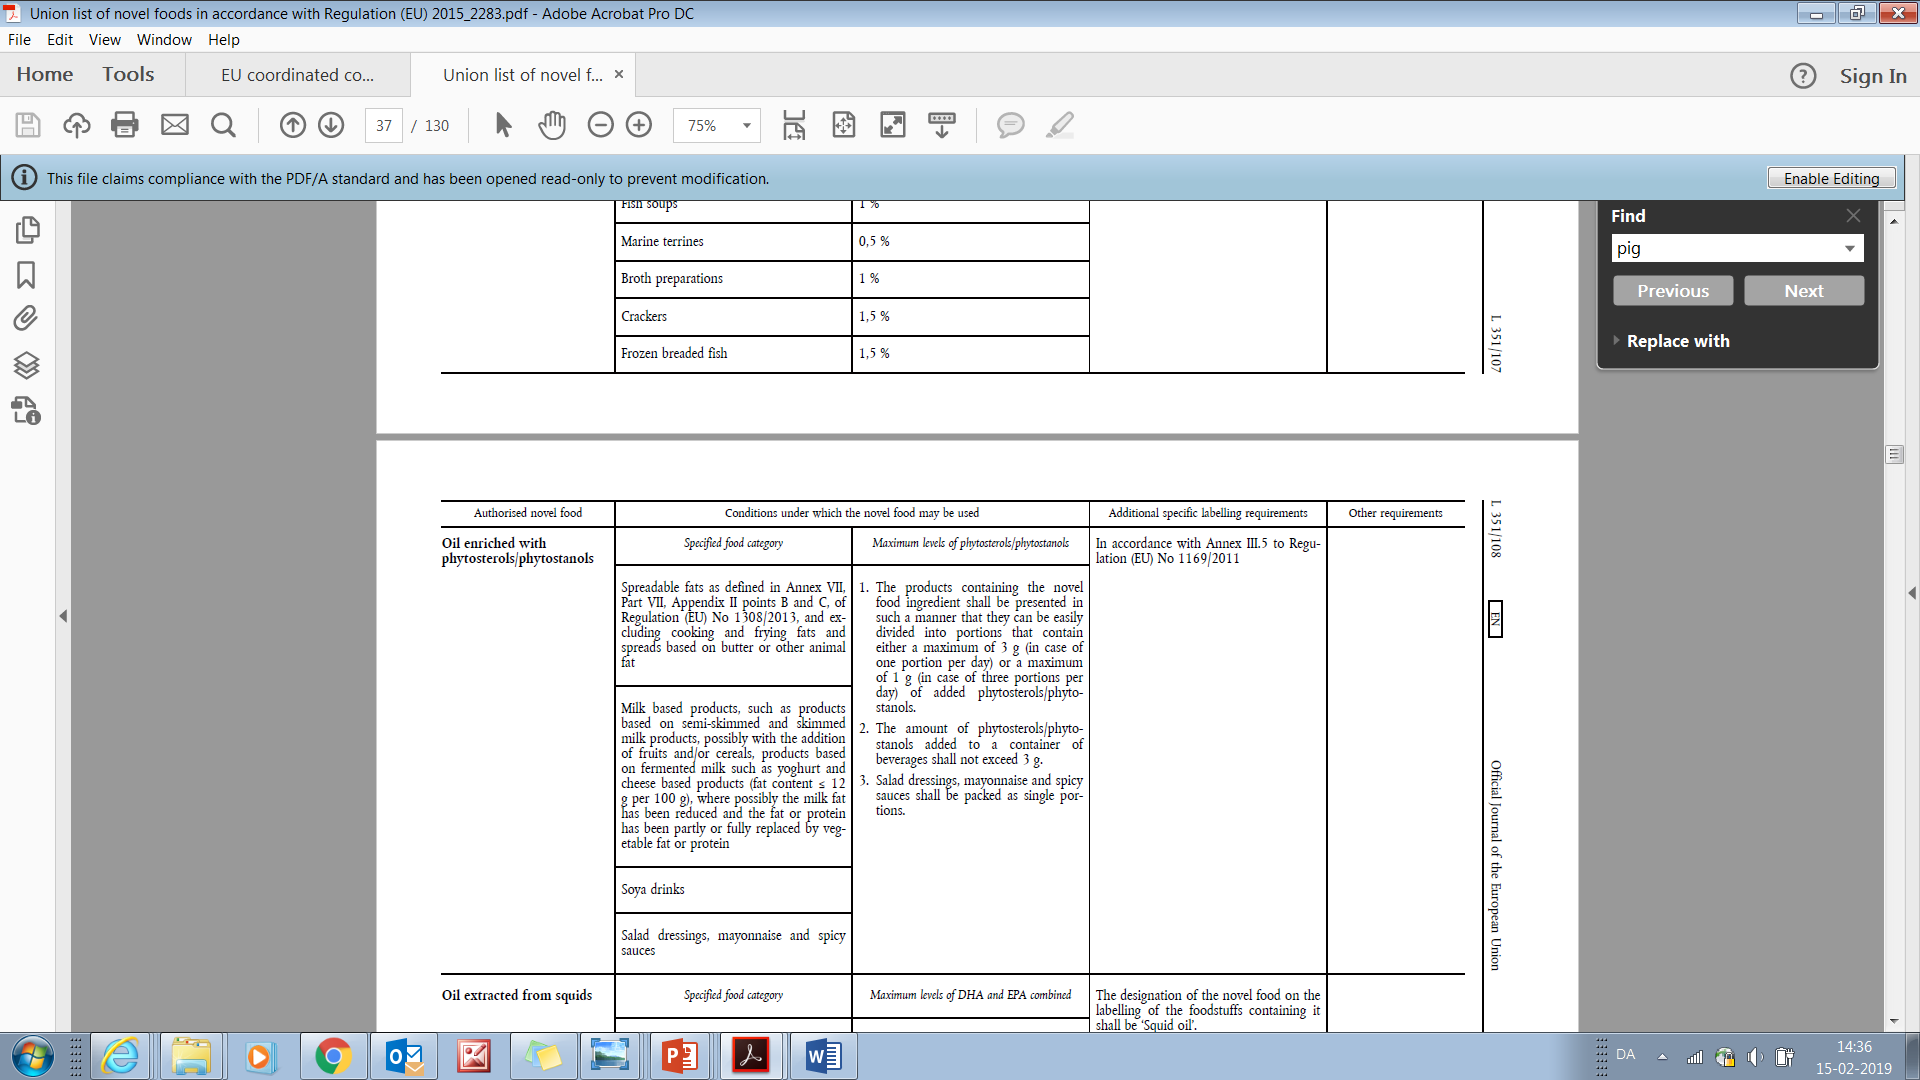 Union list of novel foods in accordance with Regulation (EU) 2015_2283.pdf - Adobe Acrobat Pro DC
File Edit View Window Help
Home Tools EU coordinated co... Union list of novel f... × ? Sign In
37 / 130 75%
This file claims compliance with the PDF/A standard and has been opened read-only to prevent modification. Enable Editing
Find
pig
Previous Next
Replace with
Fish soups 1 %
Marine terrines 0,5 %
Broth preparations 1 %
Crackers 1,5 %
Frozen breaded fish 1,5 %
L 351/107
Authorised novel food Conditions under which the novel food may be used Additional specific labelling requirements Other requirements
Oil enriched with
phytosterols/phytostanols
Specified food category
Spreadable fats as defined in Annex VII,
Part VII, Appendix II points B and C, of
Regulation (EU) No 1308/2013, and ex-
cluding cooking and frying fats and
spreads based on butter or other animal
fat
Milk based products, such as products
based on semi-skimmed and skimmed
milk products, possibly with the addition
of fruits and/or cereals, products based
on fermented milk such as yoghurt and
cheese based products (fat content ≤ 12
g per 100 g), where possibly the milk fat
has been reduced and the fat or protein
has been partly or fully replaced by veg-
etable fat or protein
Soya drinks
Salad dressings, mayonnaise and spicy
sauces
Maximum levels of phytosterols/phytostanols
1. The products containing the novel
food ingredient shall be presented in
such a manner that they can be easily
divided into portions that contain
either a maximum of 3 g (in case of
one portion per day) or a maximum
of 1 g (in case of three portions per
day) of added phytosterols/phyto-
stanols.
2. The amount of phytosterols/phyto-
stanols added to a container of
beverages shall not exceed 3 g.
3. Salad dressings, mayonnaise and spicy
sauces shall be packed as single por-
tions.
In accordance with Annex III.5 to Regu-
lation (EU) No 1169/2011
Oil extracted from squids
Specified food category
Maximum levels of DHA and EPA combined
The designation of the novel food on the
labelling of the foodstuffs containing it
shall be ‘Squid oil’.
L 351/108
EN
Official Journal of the European Union
DA
14:36
15-02-2019